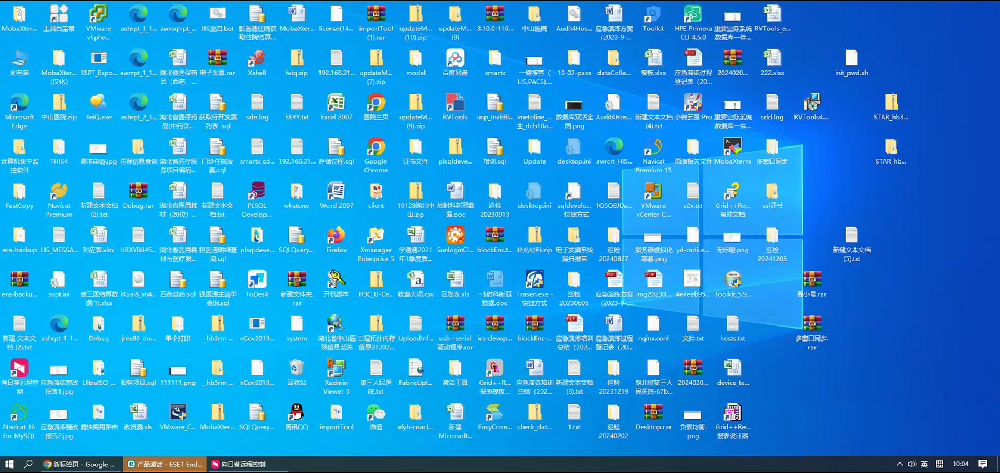 MobaXter...
工具百宝箱
VMware
vSphe...
ashrpt_1_1...
awrsqlrpt_...
IIS重启.bat
银医通住院获
取住院结算...
MobaXter...
license(14...
importTool
(1).rar
updateM...
(10).zip
updateM...
(9)
3.10.0-116...
中山医院
Audit4Hos...
应急演练方案
(2023-9-...
Toolkit
HPE Primera
CLI 4.5.0
重要业务系统
数据库一件...
RVTools_e...
此电脑
MobaXter...
(汉化)
SSPT_Expo...
awrrpt_1_1...
湖北省医保药
品（西药、...
电子发票.rar
Xshell
feiq.zip
192.168.21...
updateM...
(7).zip
model
百度网盘
smartx
一键接管（
LIS,PACS)....
10-02-pacs
dataColle...
模板.xlsx
应急演练过程
登记表（20...
2024020...
222.xlsx
init_pwd.sh
Microsoft
Edge
中山医院.zip
FeiQ.exe
ashrpt_2_1...
湖北省医保药
品(中药饮...
获取待开发票
列表 .sql
sde.log
SSYY.txt
Excel 2007
医院主页
updateM...
(9).zip
RVTools
usp_InvEBi...
vnetoline_...
主_dcb10a...
数据库双活全
图.png
Audit4Hos...
新建文本文档
(4).txt
小锐云服 Pro
重要业务系统
数据库一件...
sdd.log
RVTools4....
STAR_hb3...
计算机集中监
控软件
THIS4
需求申请.jpg
医保信息查询
湖北省医疗服
务项目编码...
门诊住院发
票.sql
smartx_sd...
192.168.21...
存储过程.sql
Google
Chrome
证书文件
plsqldeve...
培训.sql
Update
desktop.ini
awrcrt_HIS...
Navicat
Premium 15
雨滴相关文件
MobaXterm
多窗口同步
STAR_hb...
FastCopy
Navicat
Premium
新建文本文档
(2).txt
Debug.rar
湖北省医用耗
材（20位）...
新建文本文
档.txt
PLSQL
Develop...
whstone
Word 2007
client
10128湖北中
山.zip
放射科新冠数
据.doc
巡检
20230913
desktop.ini
sqldevelo...
- 快捷方式
1Q5Q8JDa...
VMware
vCenter C...
v2v.txt
Grid++Re...
帮助文档
ssl证书
era-backup
LIS_MESSA...
对应表.xlsx
HBXYB845...
湖北省医用耗
材与医疗服...
银医通明细查
询.sql
plsqldeve...
SQLQuery...
Firefox
Xmanager
Enterprise 5
学透通2021
年1季度质...
SunloginCl...
blockEnc.t...
补充材料.zip
电子发票系统
漏扫报告
巡检
20240827
服务器虚拟化
部署.png
yd-radius...
无标题.png
巡检
20241203
新建文本文档
(5).txt
era-backu...
sspt.ini
省三医结算数
据(1).xlsx
iKuai8_x64...
西药基药.sql
银医通主清单
查询.sql
ToDesk
新建文件夹.
rar
开机脚本
H3C_U-Ce...
收费大项.csv
区划表.xls
~$射科新冠
数据.doc
Trasen.exe -
快捷方式
巡检
20230605
应急演练方案
(2023-9-...
img20230...
4e7eeb95...
Toolkit_5.9...
易小号.rar
新建 文本文
档 (2).txt
ashrpt_1_1...
Debug
jrex86_do...
单个打印
__hb3rm_...
nCov2019...
system
湖北省中山医
院信息系统
二层拓扑内存
信息01202...
UploadInf...
usb--serial
驱动程序.rar
ics-devop...
blockEnc-...
应急演练培训
总结（202...
应急演练过程
登记表（20...
nginx.conf
文件.txt
hosts.txt
多窗口同步.
rar
向日葵远程控
制
应急演练整改
报告1.jpg
UltraISO_...
服务项目.sql
111111.png
__hb3rm_...
nCov2019...
回收站
Radmin
Viewer 3
第三人民医
院.txt
FabricUpl...
激活工具
Grid++R...
报表模板...
应急演练培训
总结（202...
新建文本文档
(3).txt
巡检
20231219
湖北省第三人
民医院-67b...
2024020...
device_te...
Navicat 16
for MySQL
应急演练整改
报告2.jpg
爱快商用路由
改资费.xls
VMware_C...
MobaXter...
SQLQuery...
腾讯QQ
importTool
微信
xfyb-oracl...
新建
Microsoft...
EasyConn...
check_dat...
1.txt
巡检
20240202
Desktop.rar
负载均衡.
png
Grid++Re...
报表设计器
新标签页 - Google ...
产品激活 - ESET End...
向日葵远程控制
英
拼
10:04